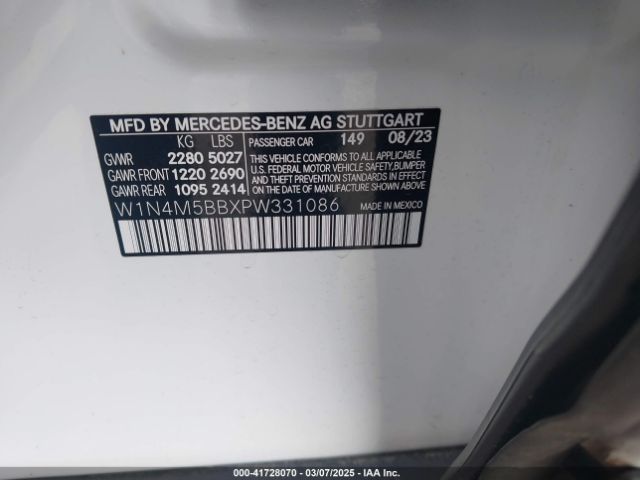 MFD BY MERCEDES-BENZ AG STUTTGART
KG LBS PASSENGER CAR 149 08/23
GVWR 2280 5027 THIS VEHICLE CONFORMS TO ALL APPLICABLE
GAWR FRONT 1220 2690 U.S. FEDERAL MOTOR VEHICLE SAFETY,BUMPER
AND THEFT PREVENTION STANDARDS IN EFFECT
GAWR REAR 1095 2414 ON THE DATE OF MANUFACTURE SHOWN ABOVE.
W1N4M5BBXPW331086 MADE IN MEXICO
000-41728070 | 03/07/2025 | IAA Inc.